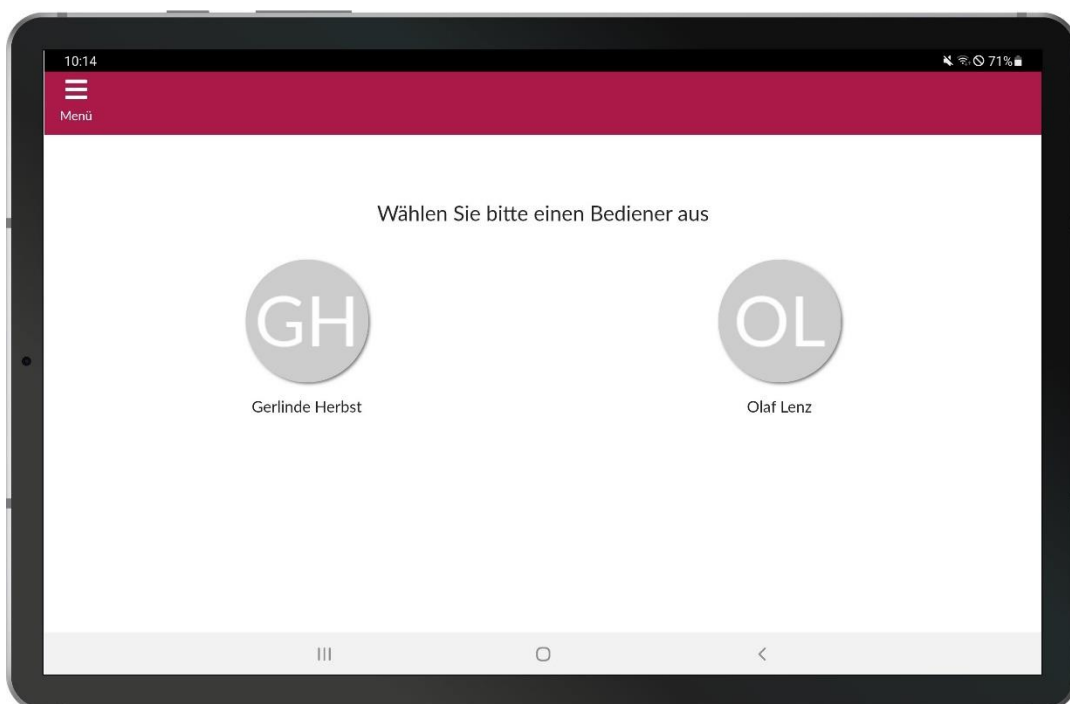 10:14
71%
Menü
Wählen Sie bitte einen Bediener aus
GH
OL
Gerlinde Herbst
Olaf Lenz